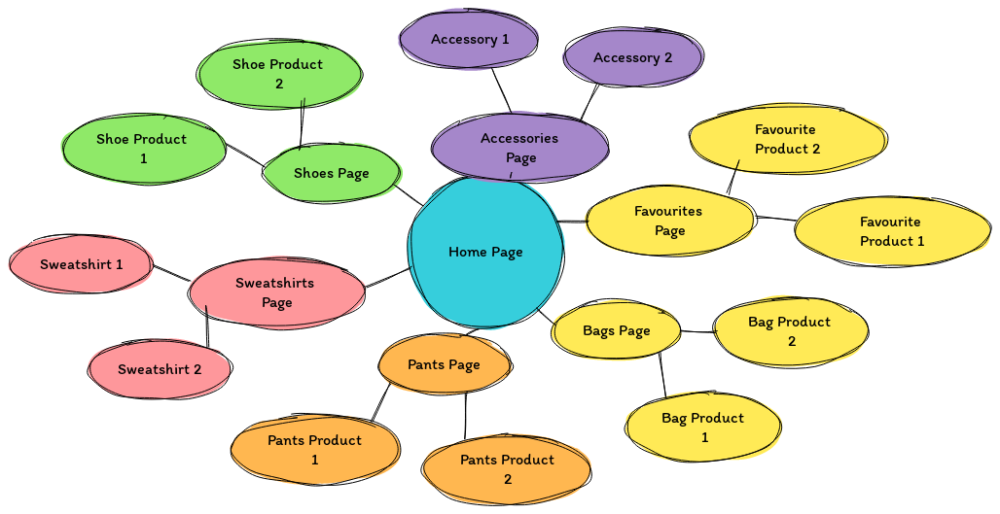 Accessory 1
Accessory 2
Shoe Product
2
Shoe Product
1
Accessories
Page
Favourite
Product 2
Shoes Page
Favourites
Page
Favourite
Product 1
Home Page
Sweatshirt 1
Sweatshirts
Page
Bags Page
Bag Product
2
Sweatshirt 2
Pants Page
Bag Product
1
Pants Product
1
Pants Product
2